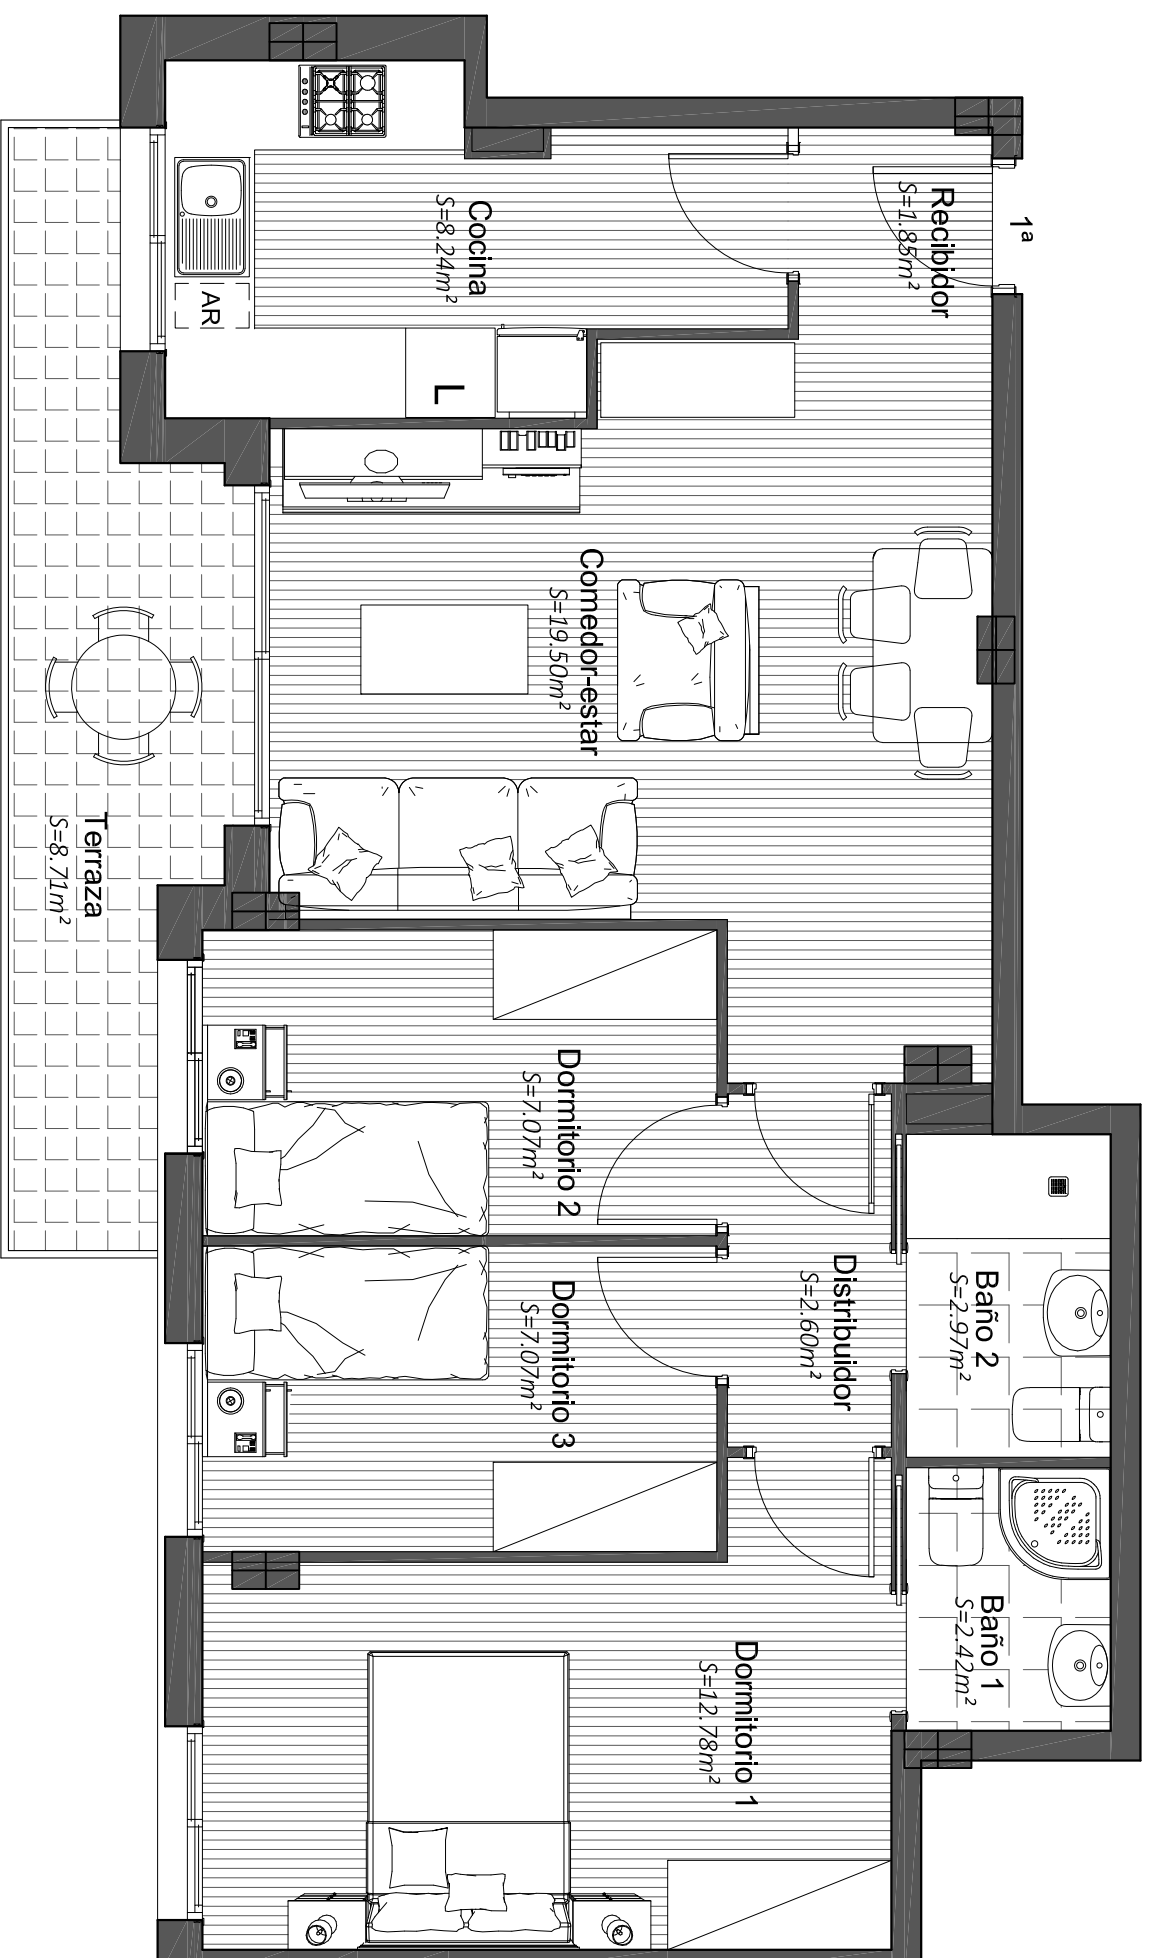 1ª
Recibidor
S=1.85m²
Cocina
S=8.24m²
AR
L
Comedor-estar
S=19.50m²
Terraza
S=8.71m²
Dormitorio 2
S=7.07m²
Distribuidor
S=2.60m²
Baño 2
S=2.97m²
Dormitorio 3
S=7.07m²
Baño 1
S=2.42m²
Dormitorio 1
S=12.78m²